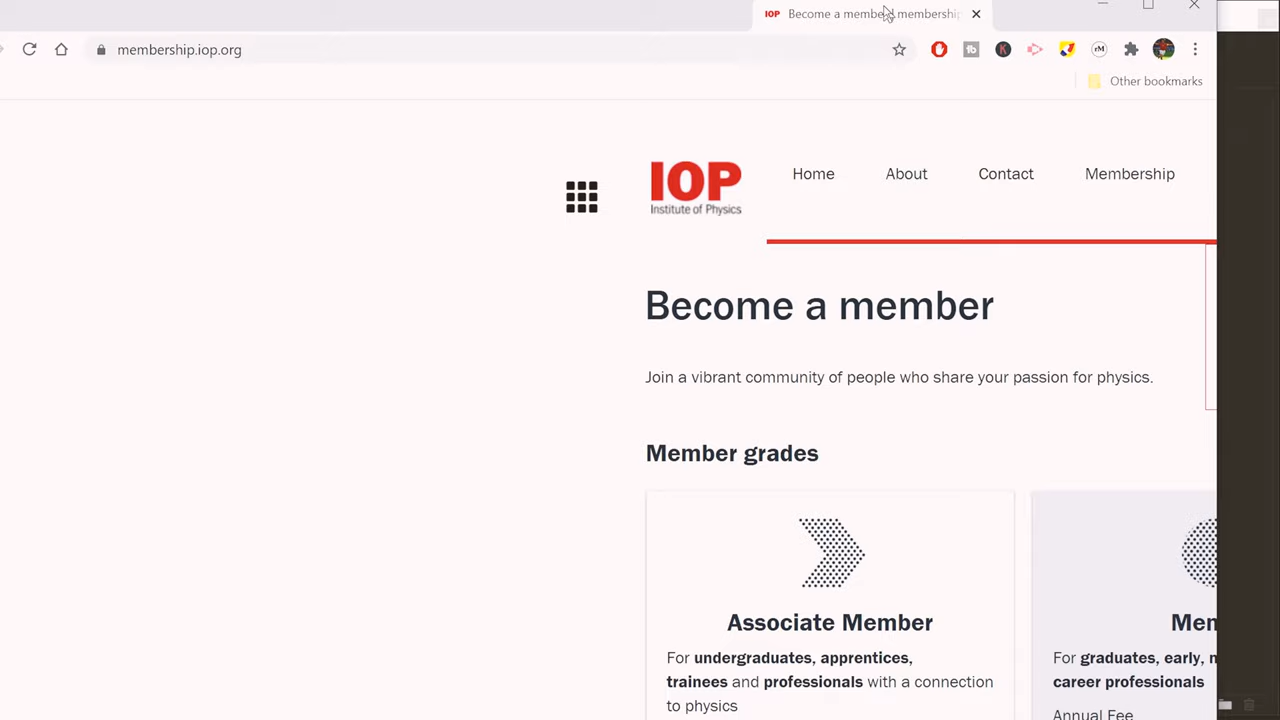 IOP Become a member | membership
membership.iop.org
Other bookmarks
IOP
Institute of Physics
Home About Contact Membership
Become a member
Join a vibrant community of people who share your passion for physics.
Member grades
Associate Member
For undergraduates, apprentices,
trainees and professionals with a connection
to physics
For graduates, early,
career professionals
Annual Fee